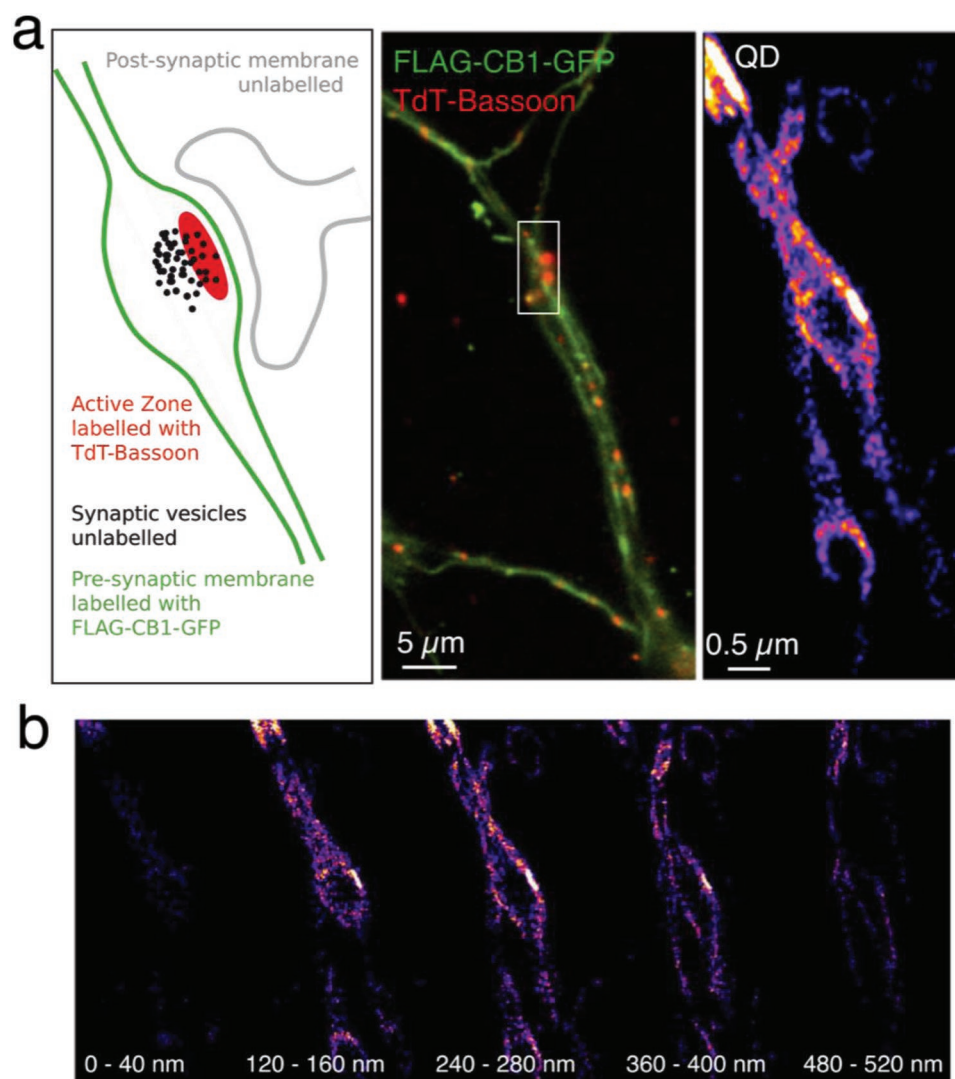 a
Post-synaptic membrane
unlabelled
Active Zone
labelled with
TdT-Bassoon
Synaptic vesicles
unlabelled
Pre-synaptic membrane
labelled with
FLAG-CB1-GFP
FLAG-CB1-GFP
TdT-Bassoon
5 µm
QD
0.5 µm
b
0 - 40 nm
120 - 160 nm
240 - 280 nm
360 - 400 nm
480 - 520 nm